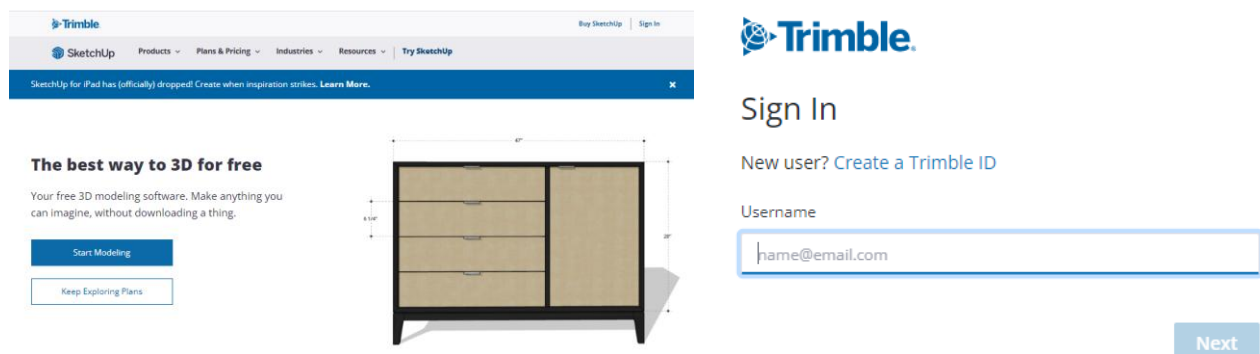 Trimble
Buy SketchUp Sign In
SketchUp Products Plans & Pricing Industries Resources Try SketchUp
SketchUp for iPad has (officially) dropped! Create when inspiration strikes. Learn More.
The best way to 3D for free
Your free 3D modeling software. Make anything you
can imagine, without downloading a thing.
Start Modeling
Keep Exploring Plans
47"
6 1/4"
Trimble.
Sign In
New user? Create a Trimble ID
Username
name@email.com
Next